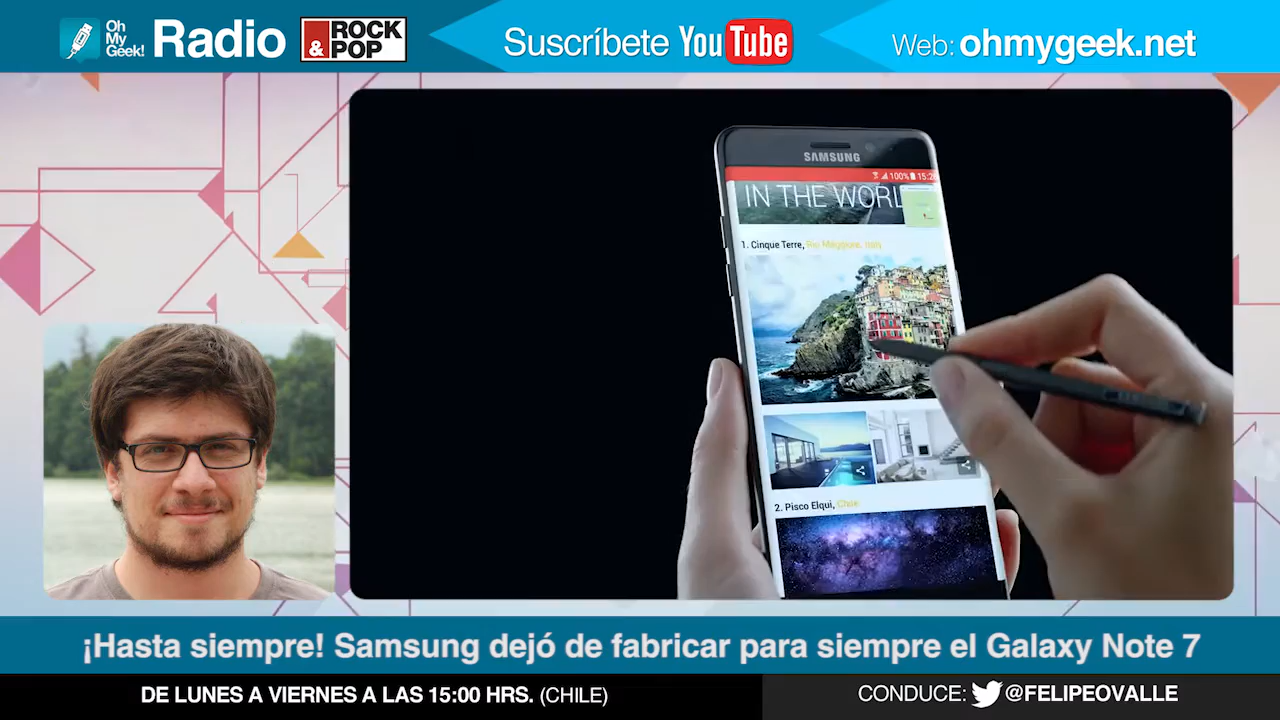 Oh
My
Geek! Radio ROCK
&POP
Suscríbete YouTube
Web: ohmygeek.net
SAMSUNG
100% 15:28
IN THE WORL
1. Cinque Terre,
2. Pisco Elqui, Chile
¡Hasta siempre! Samsung dejó de fabricar para siempre el Galaxy Note 7
DE LUNES A VIERNES A LAS 15:00 HRS. (CHILE)
CONDUCE: @FELIPEOVALLE